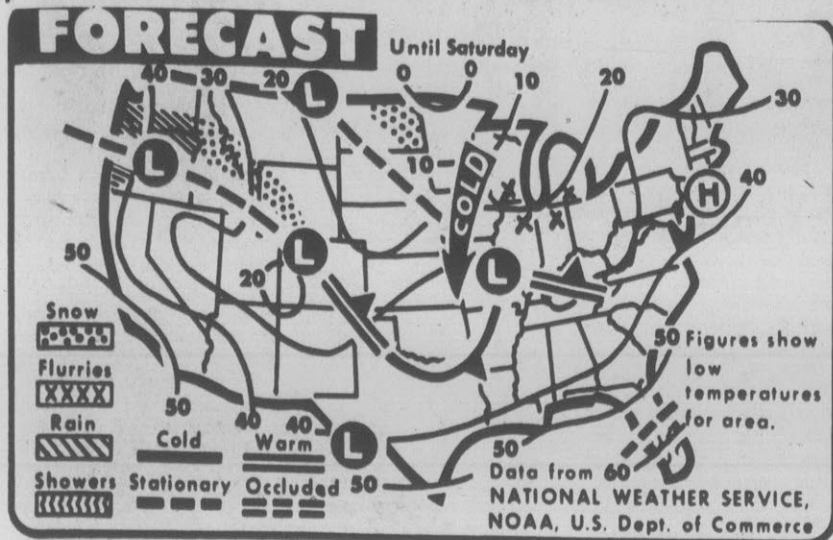 FORECAST
Until Saturday
40 30 20 0 0 10 20
30
L
L
10
COLD
H
40
50
20
L
L
Snow
Flurries
Rain
Showers
50
40
40
Cold
Warm
Stationary
Occluded
L
50
50
50
60
Figures show
low
temperatures
for area.
Data from
NATIONAL WEATHER SERVICE,
NOAA, U.S. Dept. of Commerce